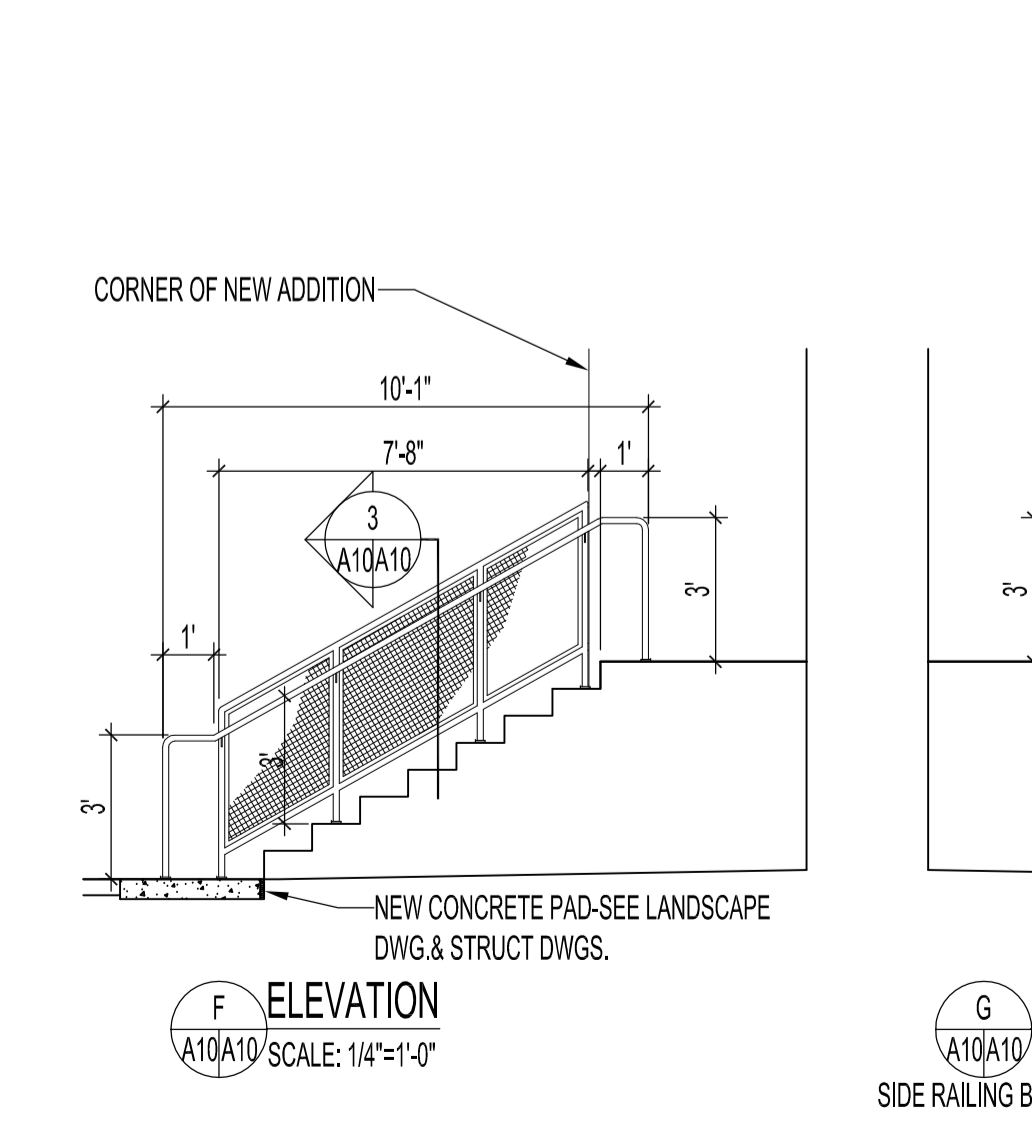 CORNER OF NEW ADDITION
10'-1"
7'-8"
1'
3
A10 A10
1'
3'
3'
3'
3'
NEW CONCRETE PAD-SEE LANDSCAPE
DWG.& STRUCT DWGS.
F
A10 A10
ELEVATION
SCALE: 1/4"=1'-0"
G
A10 A10
SIDE RAILING B